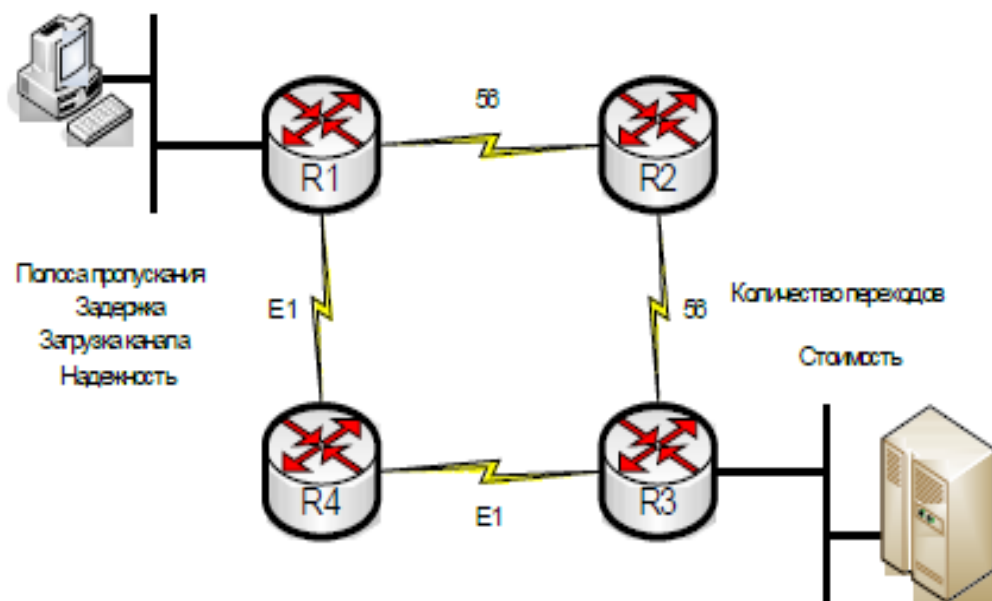 56
R1
R2
Полоса пропускания
Задержка
Загрузка канала
Надежность
E1
56
Количество переходов
Стоимость
R4
R3
E1